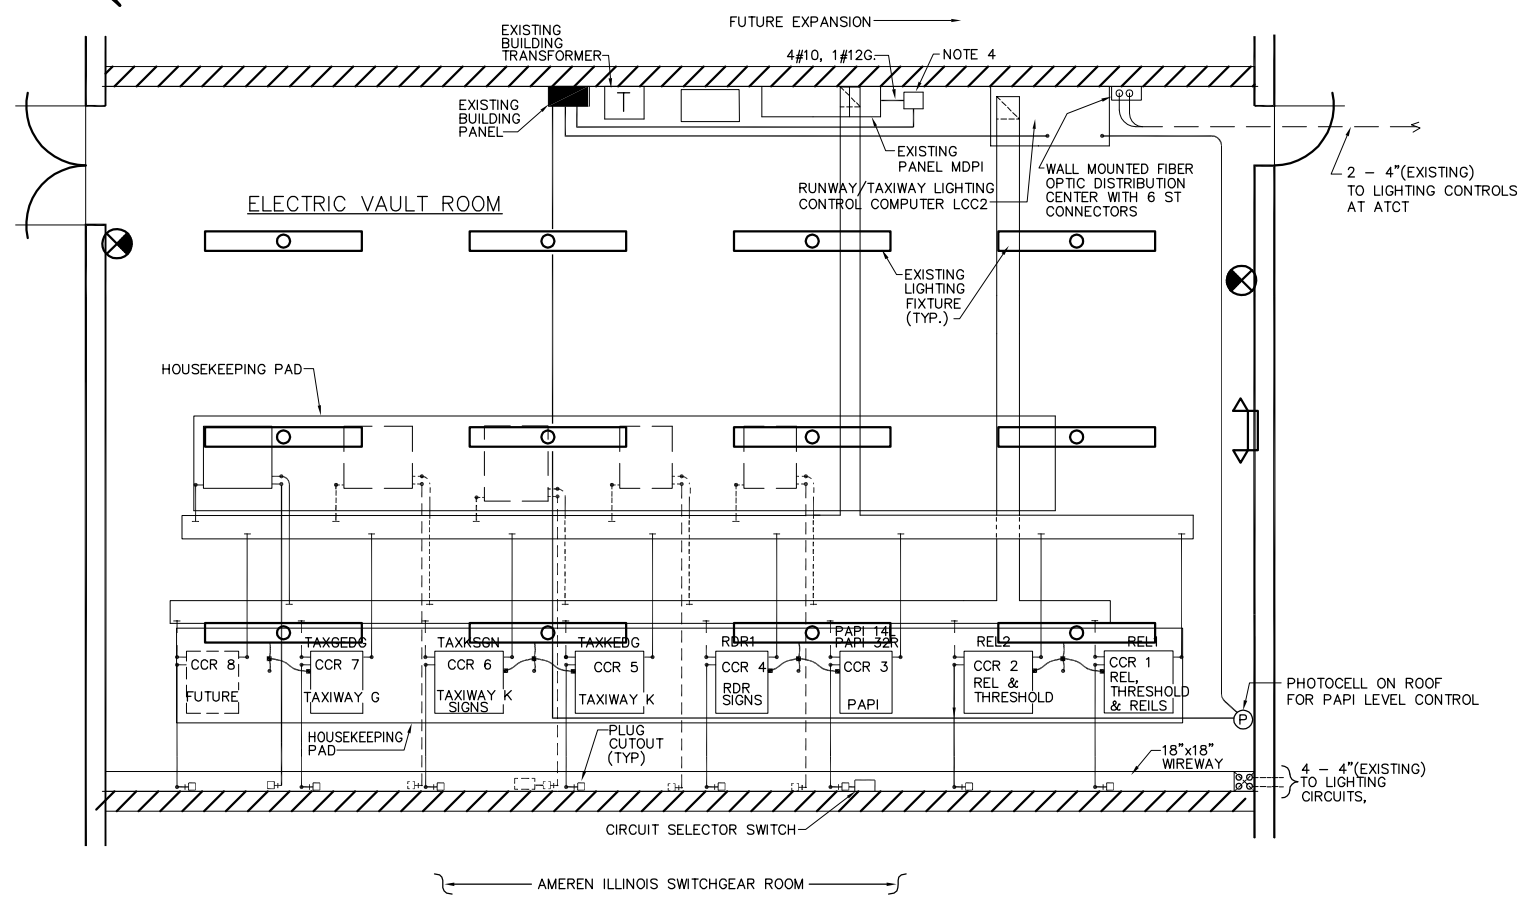 FUTURE EXPANSION
EXISTING
BUILDING
TRANSFORMER
4#10, 1#12G.
NOTE 4
T
EXISTING
BUILDING
PANEL
EXISTING
PANEL MDP1
RUNWAY/TAXIWAY LIGHTING
CONTROL COMPUTER LCC2
WALL MOUNTED FIBER
OPTIC DISTRIBUTION
CENTER WITH 6 ST
CONNECTORS
2 - 4"(EXISTING)
TO LIGHTING CONTROLS
AT ATCT
ELECTRIC VAULT ROOM
EXISTING
LIGHTING
FIXTURE
(TYP.)
HOUSEKEEPING PAD
TAXGEDG
TAXKSGN
TAXKEDG
RDR1
PAPI 14L
PAPI 32R
REL2
REL1
CCR 8
FUTURE
CCR 7
TAXIWAY G
CCR 6
TAXIWAY K
SIGNS
CCR 5
TAXIWAY K
CCR 4
RDR
SIGNS
CCR 3
PAPI
CCR 2
REL &
THRESHOLD
CCR 1
REL,
THRESHOLD
& REILS
PHOTOCELL ON ROOF
FOR PAPI LEVEL CONTROL
P
HOUSEKEEPING
PAD
PLUG
CUTOUT
(TYP)
18"x18"
WIREWAY
4 - 4"(EXISTING)
TO LIGHTING
CIRCUITS,
CIRCUIT SELECTOR SWITCH
AMEREN ILLINOIS SWITCHGEAR ROOM